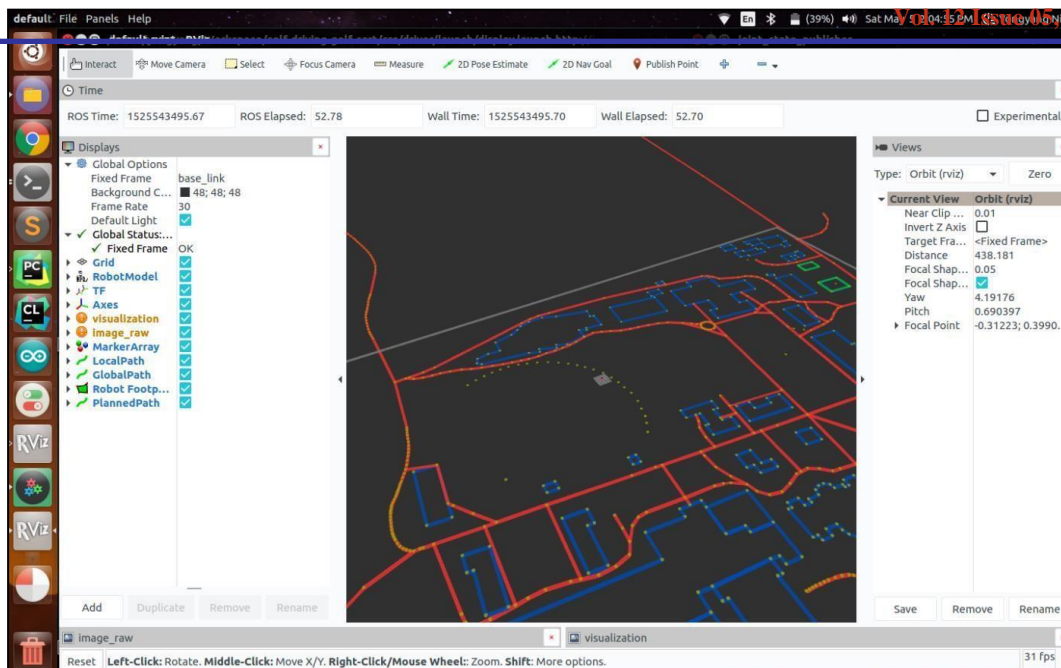 default File Panels Help En (39%) Sat Ma
Vol 12 Issue 05,
Interact Move Camera Select Focus Camera Measure 2D Pose Estimate 2D Nav Goal Publish Point
Time
ROS Time: 1525543495.67 ROS Elapsed: 52.78 Wall Time: 1525543495.70 Wall Elapsed: 52.70 Experimental
Displays
Global Options
Fixed Frame base_link
Background C... 48; 48; 48
Frame Rate 30
Default Light
Global Status:...
Fixed Frame OK
Grid
RobotModel
TF
Axes
visualization
image_raw
MarkerArray
LocalPath
GlobalPath
Robot Footp...
PlannedPath
Add Duplicate Remove Rename
Views
Type: Orbit (rviz) Zero
Current View Orbit (rviz)
Near Clip ... 0.01
Invert Z Axis
Target Fra... <Fixed Frame>
Distance 438.181
Focal Shap... 0.05
Focal Shap...
Yaw 4.19176
Pitch 0.690397
Focal Point -0.31223; 0.3990.
Save Remove Rename
image_raw visualization
Reset Left-Click: Rotate. Middle-Click: Move X/Y. Right-Click/Mouse Wheel:: Zoom. Shift: More options. 31 fps
S
PC
CL
RViz
RViz